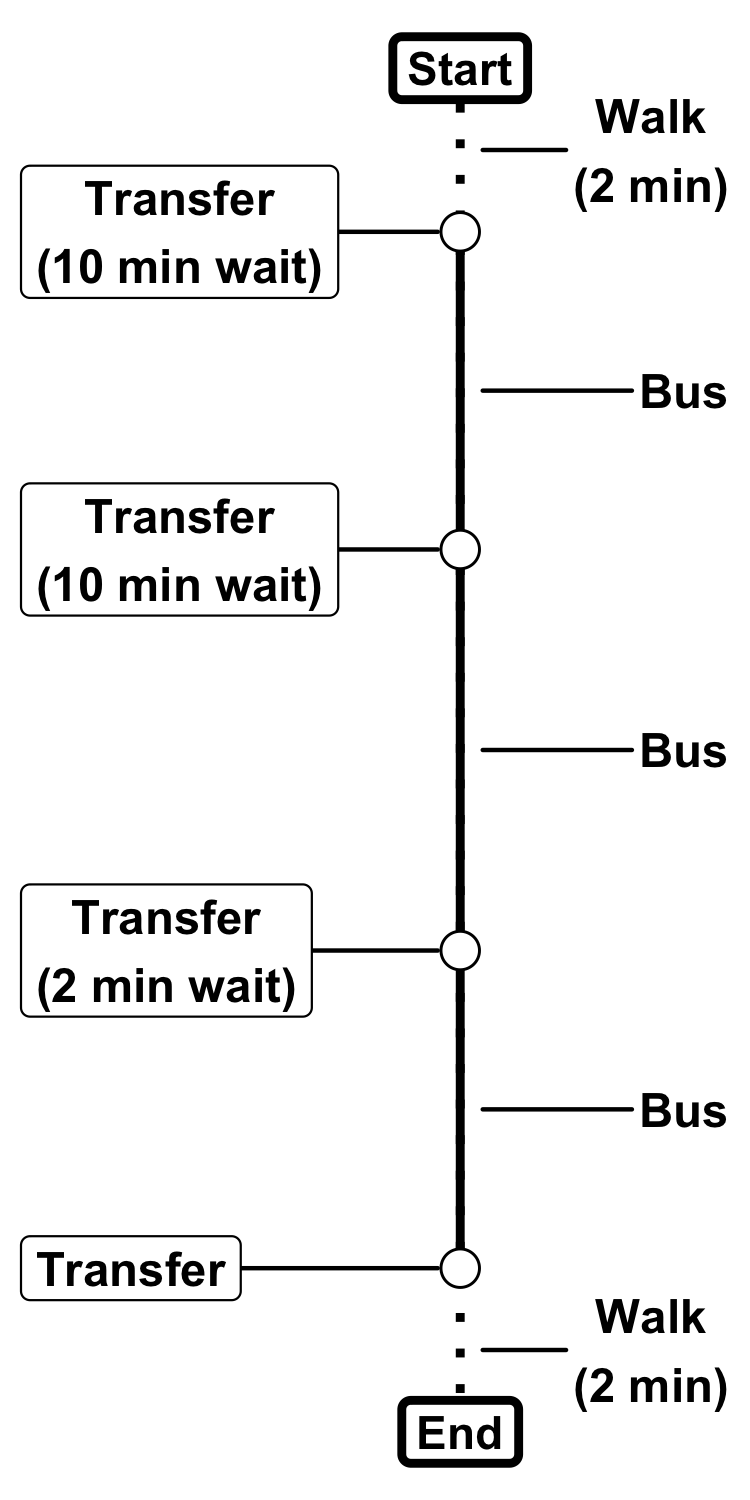 Start
Walk
(2 min)
Transfer
(10 min wait)
Bus
Transfer
(10 min wait)
Bus
Transfer
(2 min wait)
Bus
Transfer
Walk
(2 min)
End